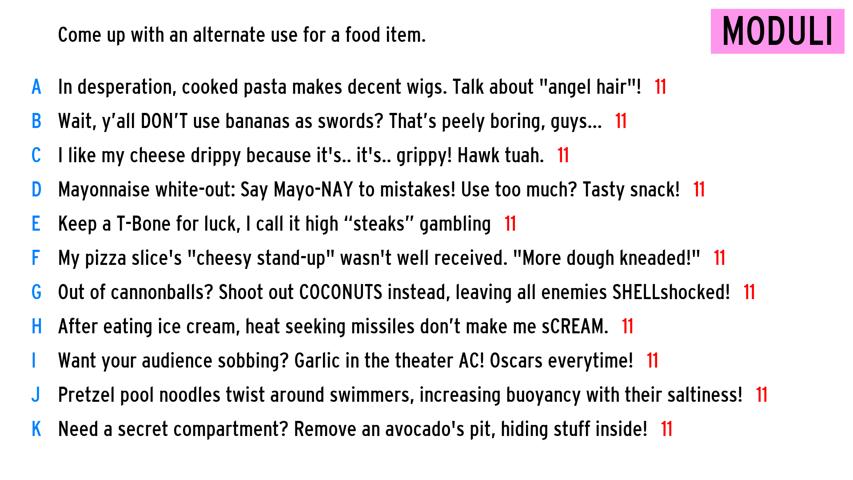 Come up with an alternate use for a food item.
MODULI
A In desperation, cooked pasta makes decent wigs. Talk about "angel hair"! 11
B Wait, y’all DON’T use bananas as swords? That’s peely boring, guys... 11
C I like my cheese drippy because it's.. it's.. grippy! Hawk tuah. 11
D Mayonnaise white-out: Say Mayo-NAY to mistakes! Use too much? Tasty snack! 11
E Keep a T-Bone for luck, I call it high “steaks” gambling 11
F My pizza slice's "cheesy stand-up" wasn't well received. "More dough kneaded!" 11
G Out of cannonballs? Shoot out COCONUTS instead, leaving all enemies SHELLshocked! 11
H After eating ice cream, heat seeking missiles don’t make me sCREAM. 11
I Want your audience sobbing? Garlic in the theater AC! Oscars everytime! 11
J Pretzel pool noodles twist around swimmers, increasing buoyancy with their saltiness! 11
K Need a secret compartment? Remove an avocado's pit, hiding stuff inside! 11